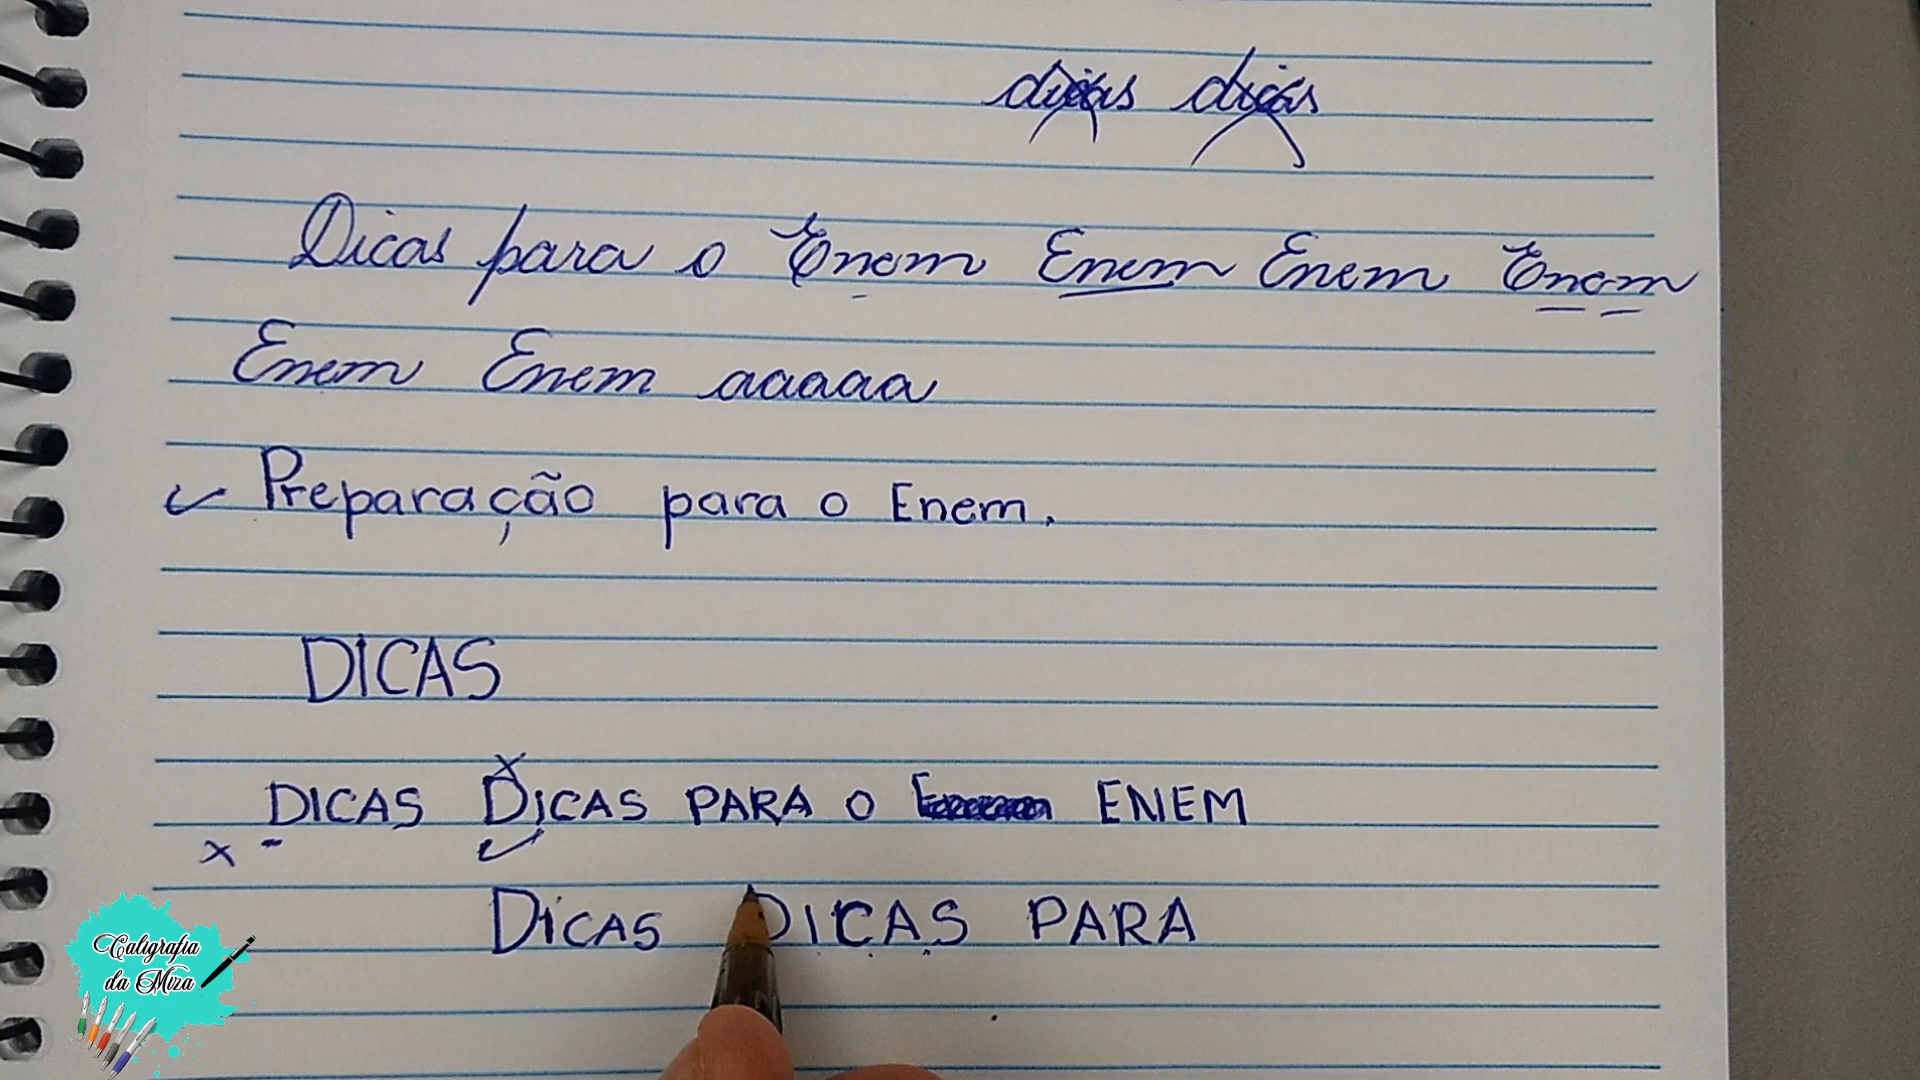 dicas dicas
Dicas para o Enem Enem Enem Enem
Enem Enem aaaaa
Preparação para o Enem.
DICAS
DICAS DICAS PARA O ENEM
DICAS DICAS PARA
Caligrafia
da Miza